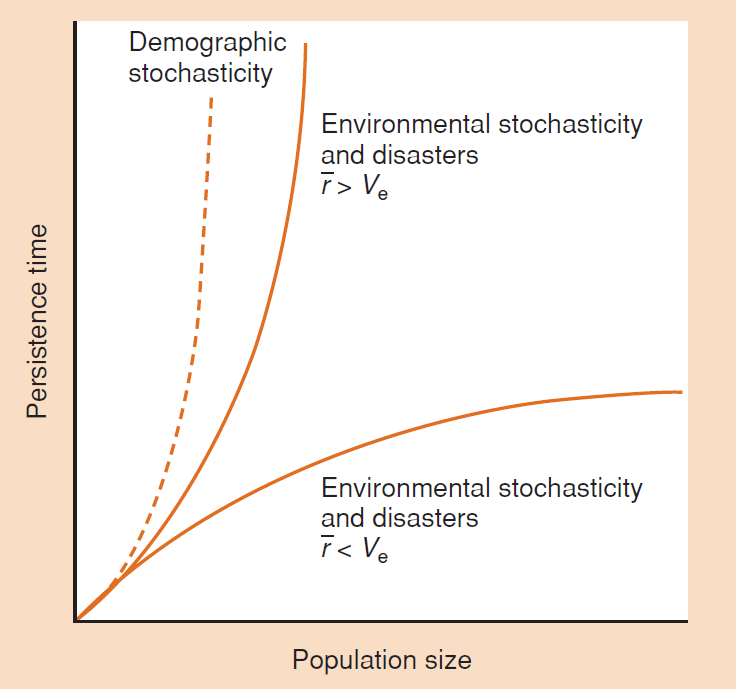 Demographic
stochasticity
Environmental stochasticity
and disasters
r̅ > Vₑ
Persistence time
Environmental stochasticity
and disasters
r̅ < Vₑ
Population size